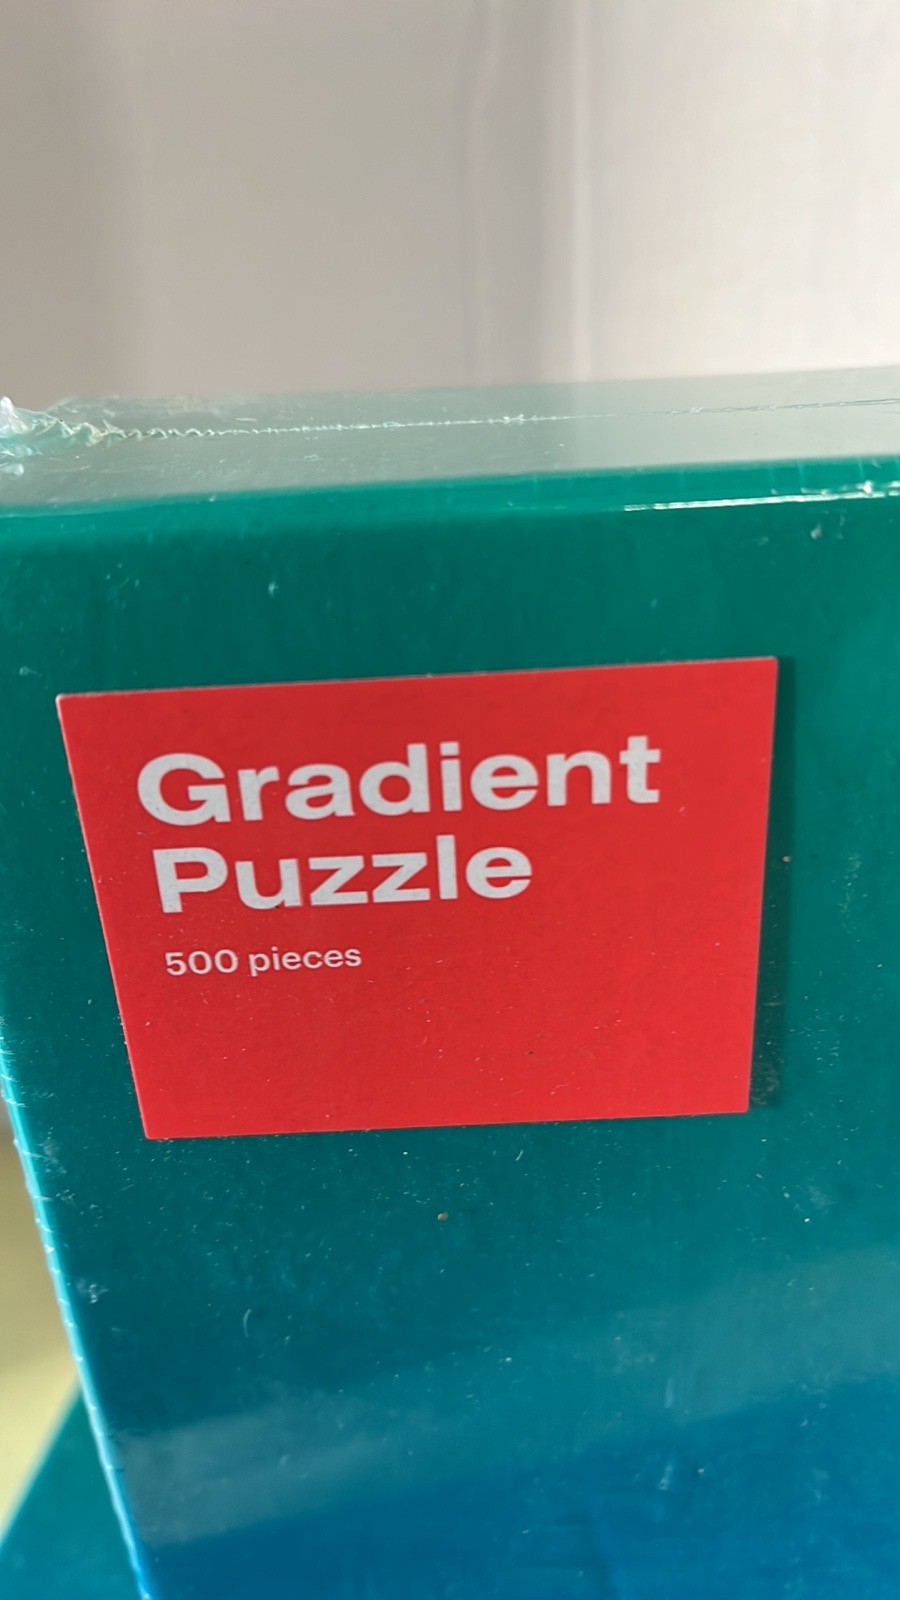 Gradient
Puzzle
500 pieces